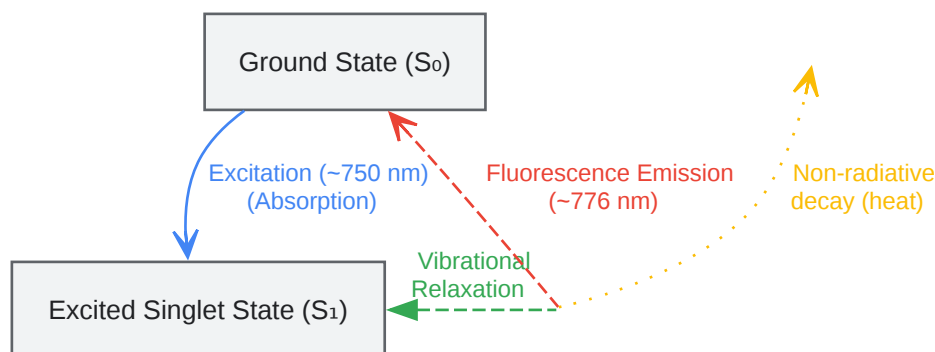 Ground State (S₀)
Excitation (~750 nm)
(Absorption)
Fluorescence Emission
(~776 nm)
Non-radiative
decay (heat)
Vibrational
Relaxation
Excited Singlet State (S₁)